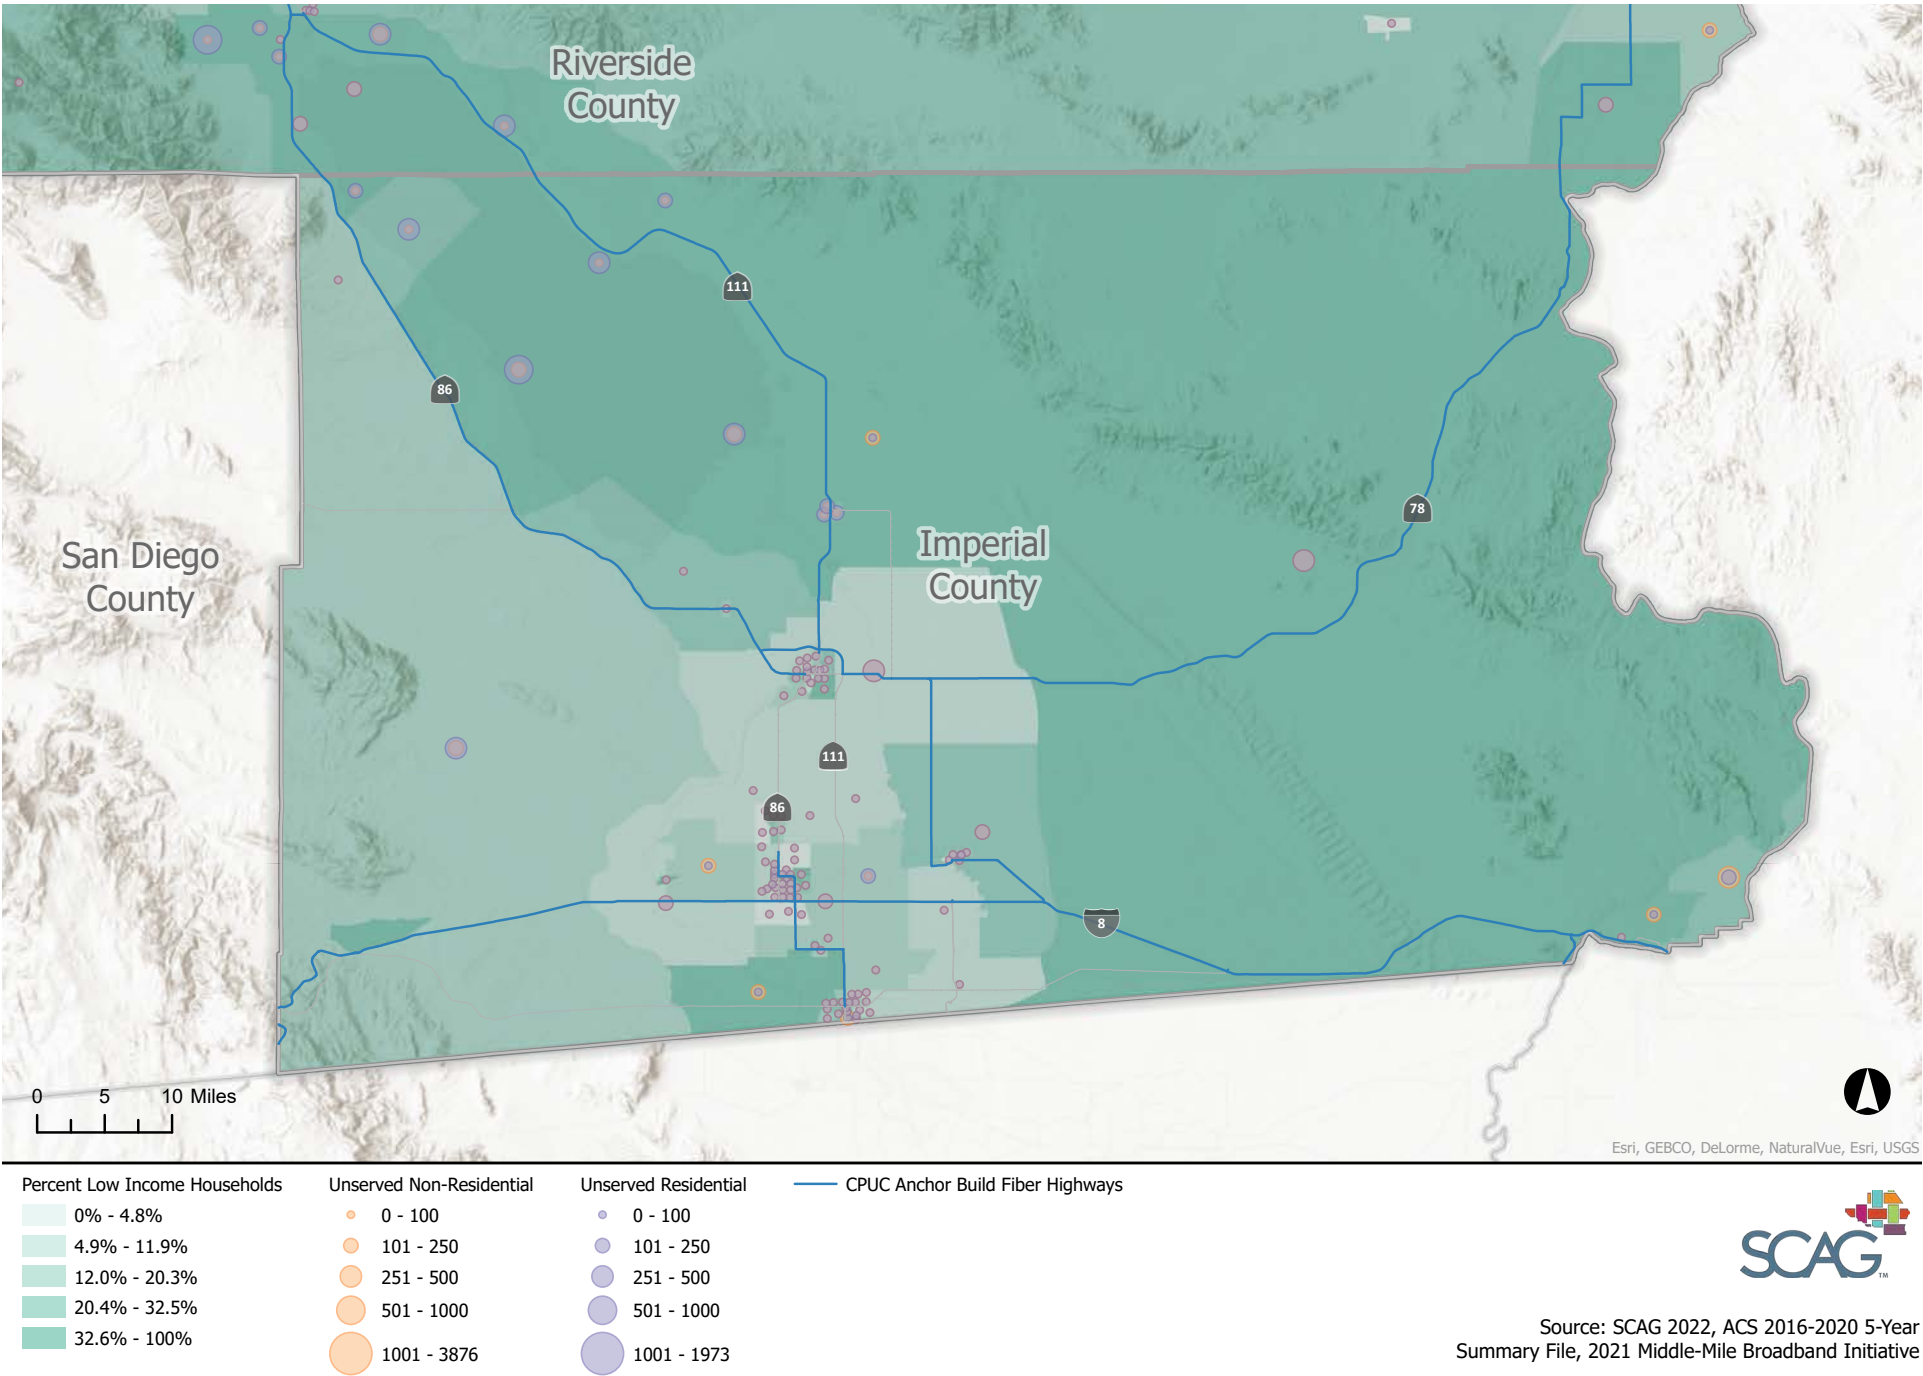 Riverside
County
111
86
78
San Diego
County
Imperial
County
111
86
8
0 5 10 Miles
Esri, GEBCO, DeLorme, NaturalVue, Esri, USGS
Percent Low Income Households
0% - 4.8%
4.9% - 11.9%
12.0% - 20.3%
20.4% - 32.5%
32.6% - 100%
Unserved Non-Residential
0 - 100
101 - 250
251 - 500
501 - 1000
1001 - 3876
Unserved Residential
0 - 100
101 - 250
251 - 500
501 - 1000
1001 - 1973
CPUC Anchor Build Fiber Highways
SCAG™
Source: SCAG 2022, ACS 2016-2020 5-Year
Summary File, 2021 Middle-Mile Broadband Initiative